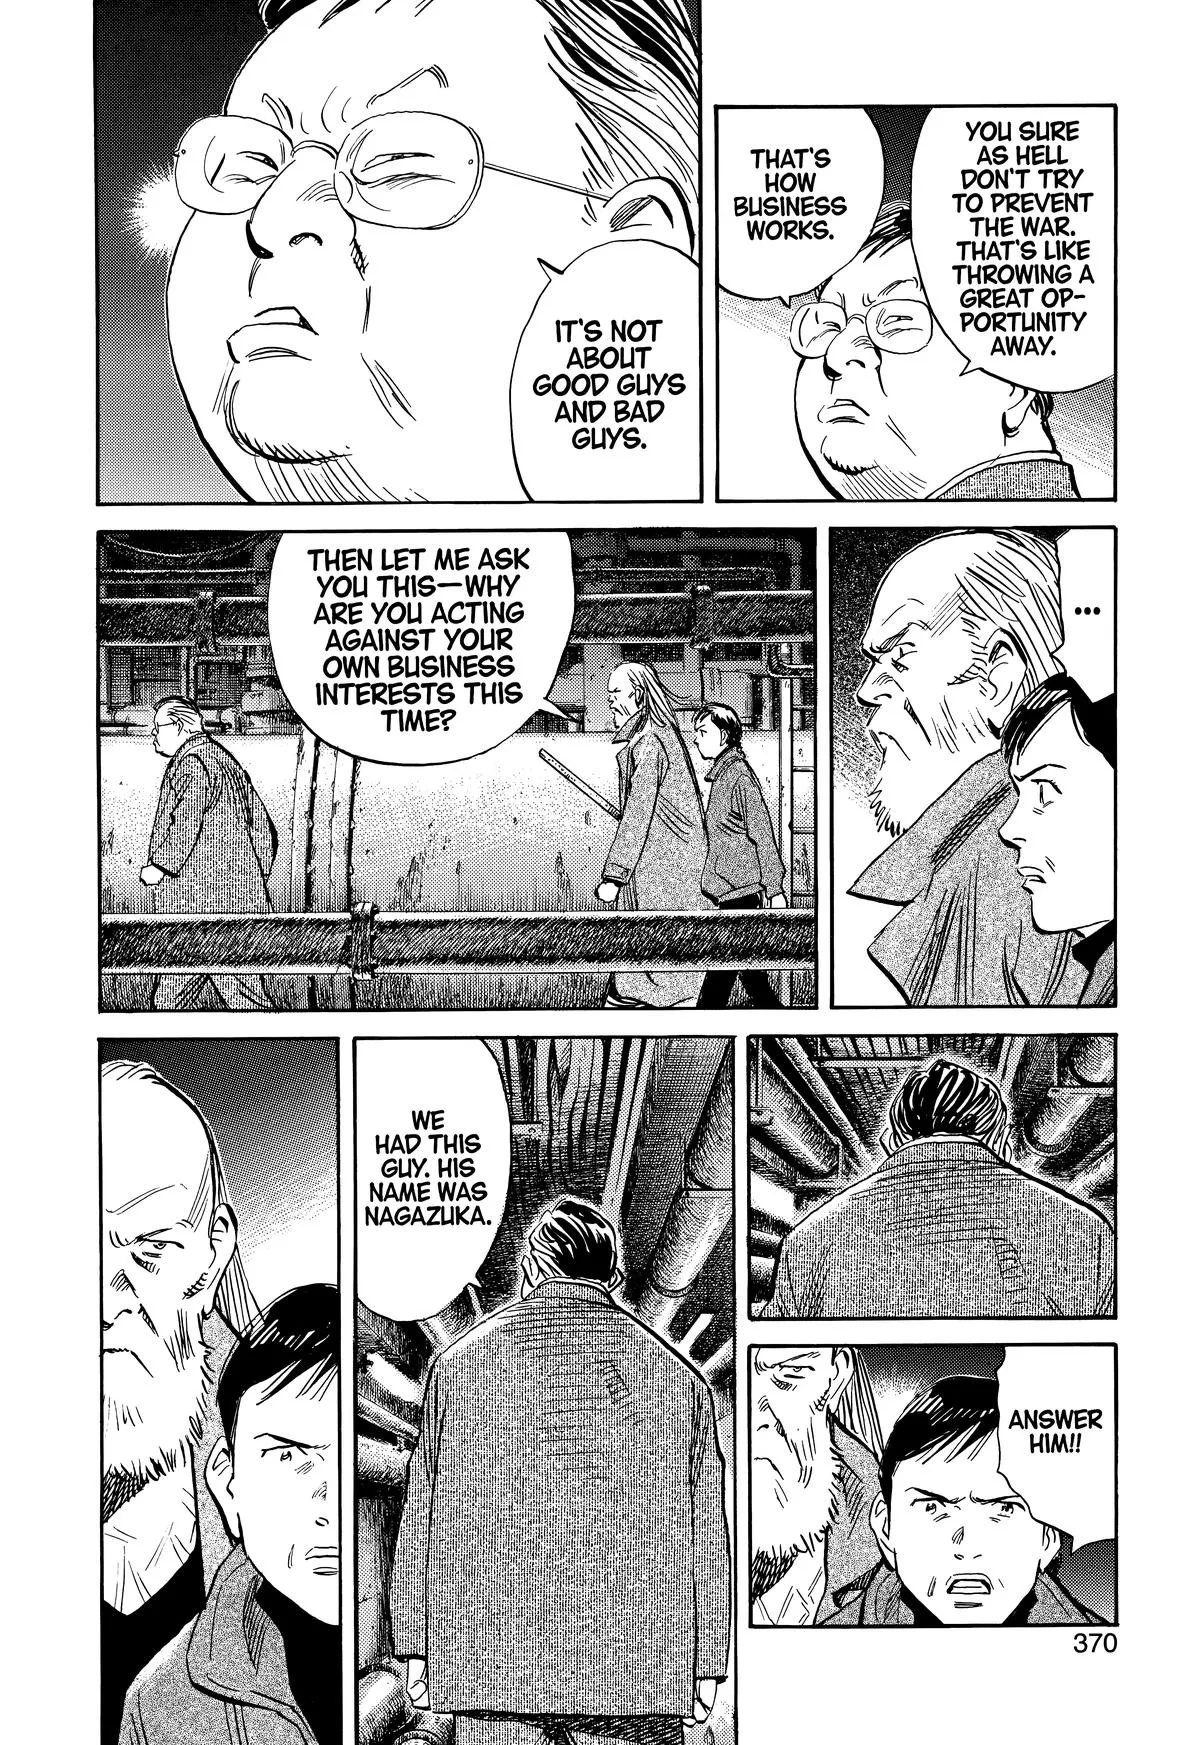 YOU SURE
AS HELL
DON'T TRY
TO PREVENT
THE WAR.
THAT'S LIKE
THROWING A
GREAT OP-
PORTUNITY
AWAY.
THAT'S
HOW
BUSINESS
WORKS.
IT'S NOT
ABOUT
GOOD GUYS
AND BAD
GUYS.
...
THEN LET ME ASK
YOU THIS—WHY
ARE YOU ACTING
AGAINST YOUR
OWN BUSINESS
INTERESTS THIS
TIME?
ANSWER
HIM!!
WE
HAD THIS
GUY. HIS
NAME WAS
NAGAZUKA.
370